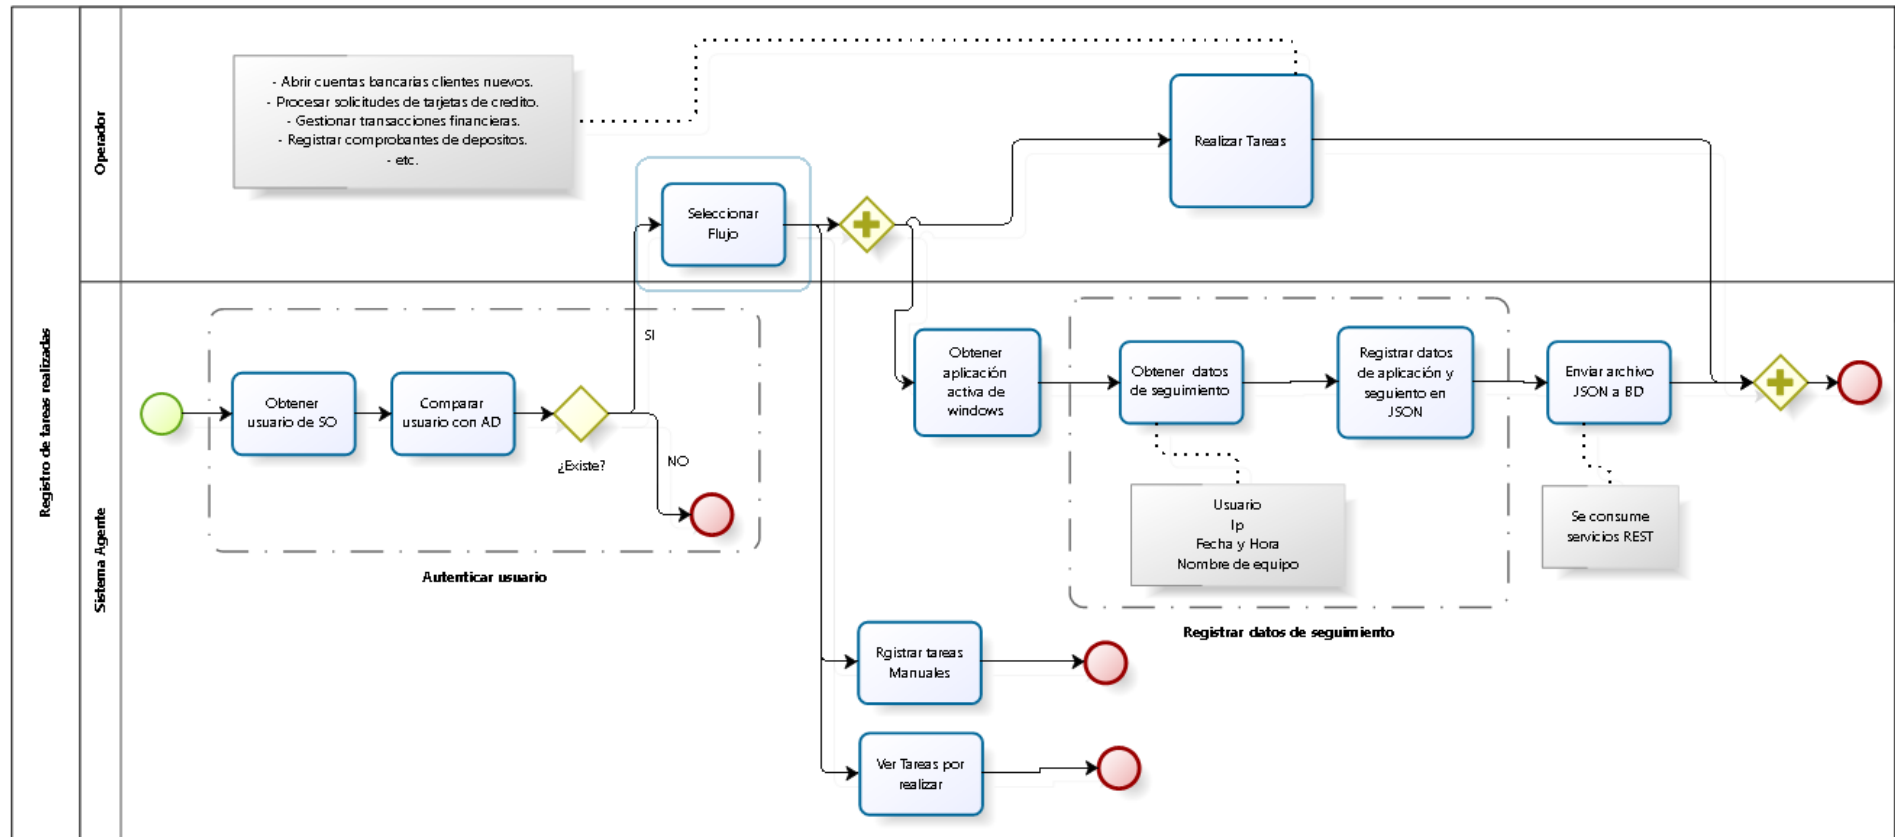 Registro de tareas realizadas
Operador
- Abrir cuentas bancarias clientes nuevos.
- Procesar solicitudes de tarjetas de credito.
- Gestionar transacciones financieras.
- Registrar comprobantes de depositos.
- etc.
Seleccionar
Flujo
Realizar Tareas
Sistema Agente
Obtener
usuario de SO
Comparar
usuario con AD
¿Existe?
SI
NO
Autenticar usuario
Obtener
aplicación
activa de
windows
Obtener datos
de seguimiento
Registrar datos
de aplicación y
seguiento en
JSON
Enviar archivo
JSON a BD
Usuario
Ip
Fecha y Hora
Nombre de equipo
Se consume
servicios REST
Registrar datos de seguimiento
Rgistrar tareas
Manuales
Ver Tareas por
realizar